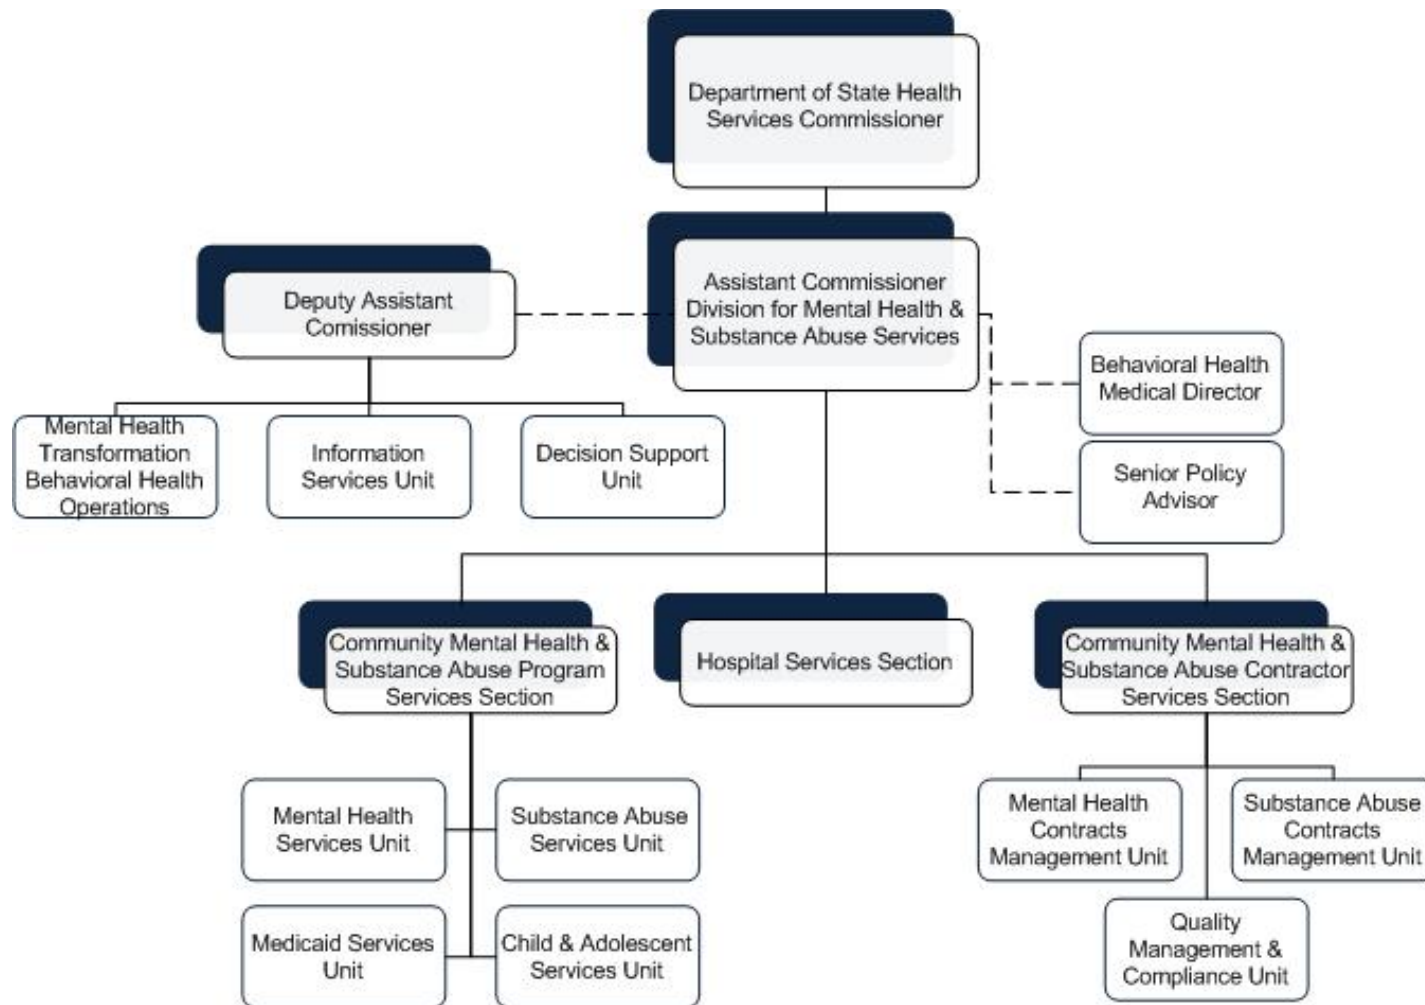 Department of State Health
Services Commissioner
Assistant Commissioner
Division for Mental Health &
Substance Abuse Services
Deputy Assistant
Comissioner
Behavioral Health
Medical Director
Senior Policy
Advisor
Mental Health
Transformation
Behavioral Health
Operations
Information
Services Unit
Decision Support
Unit
Community Mental Health &
Substance Abuse Program
Services Section
Hospital Services Section
Community Mental Health &
Substance Abuse Contractor
Services Section
Mental Health
Services Unit
Substance Abuse
Services Unit
Medicaid Services
Unit
Child & Adolescent
Services Unit
Mental Health
Contracts
Management Unit
Substance Abuse
Contracts
Management Unit
Quality
Management &
Compliance Unit